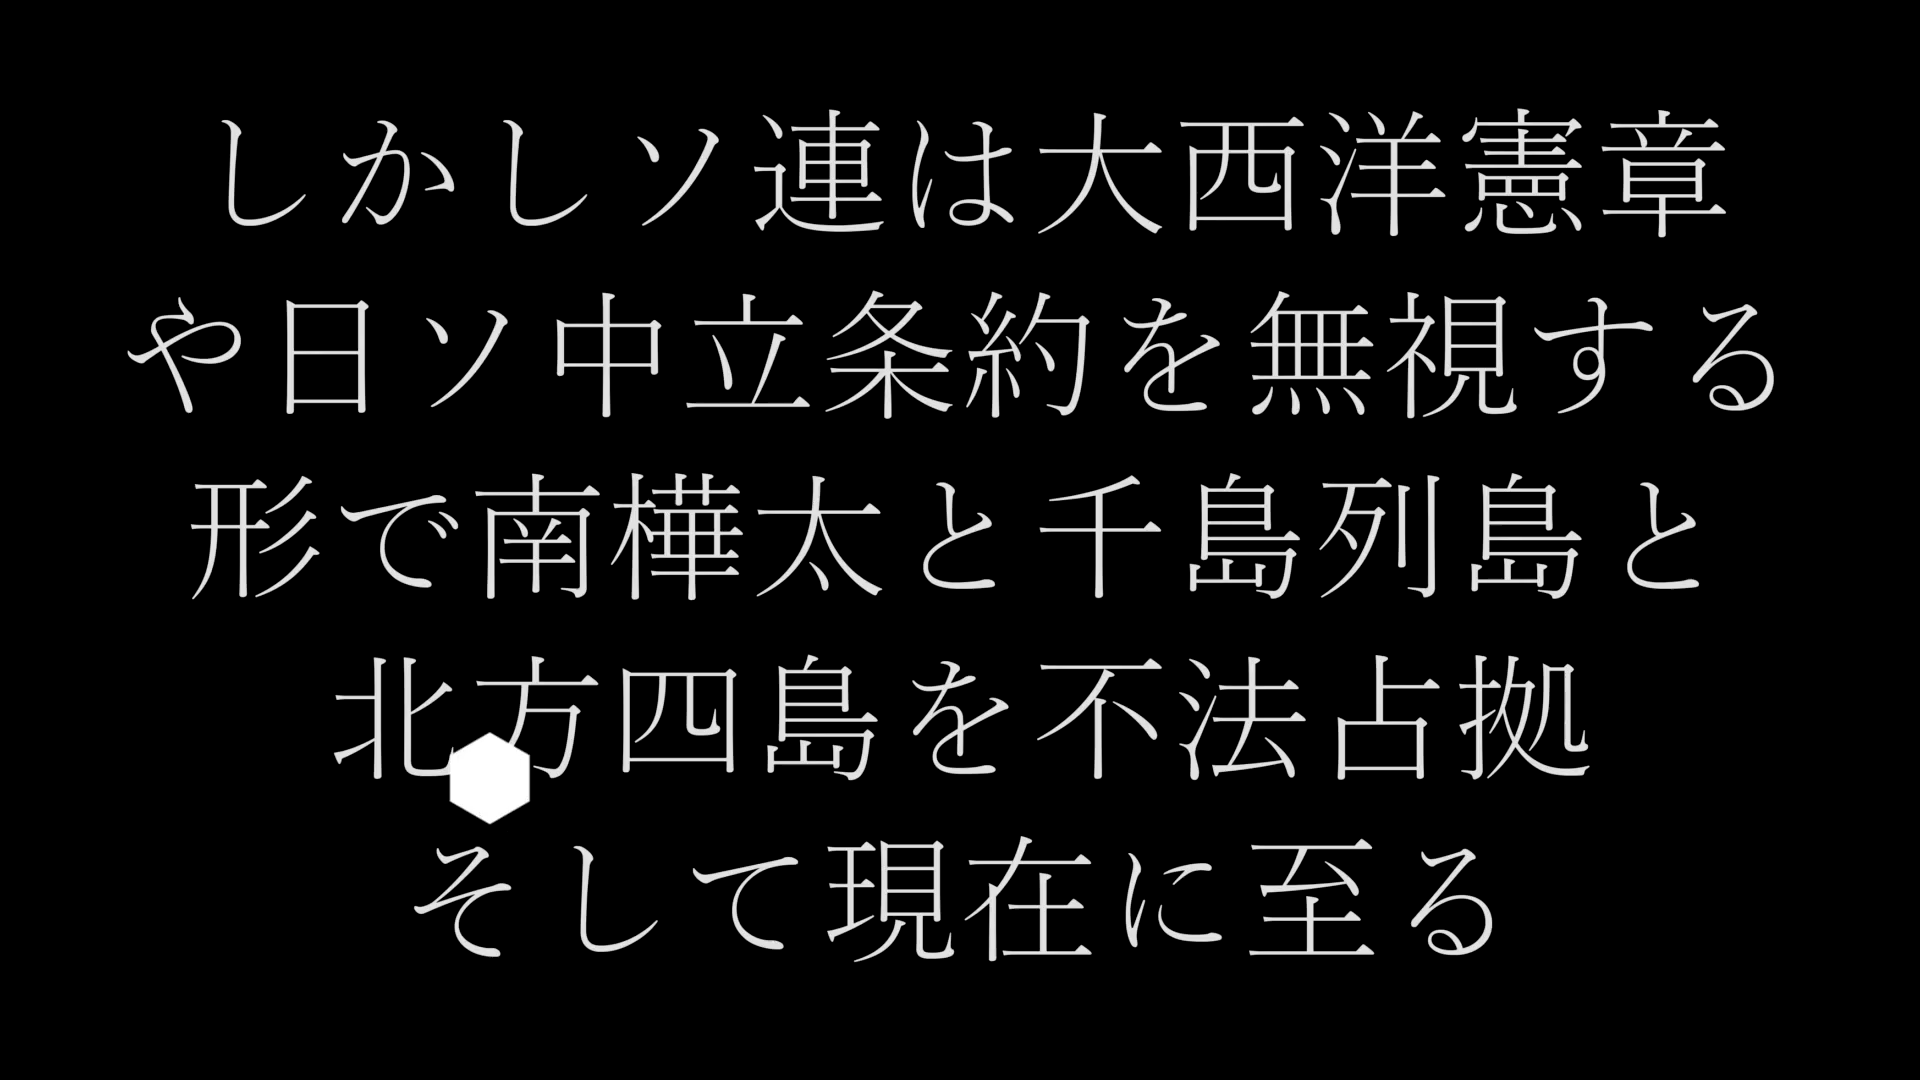 しかしソ連は大西洋憲章
や日ソ中立条約を無視する
形で南樺太と千島列島と
北方四島を不法占拠
そして現在に至る